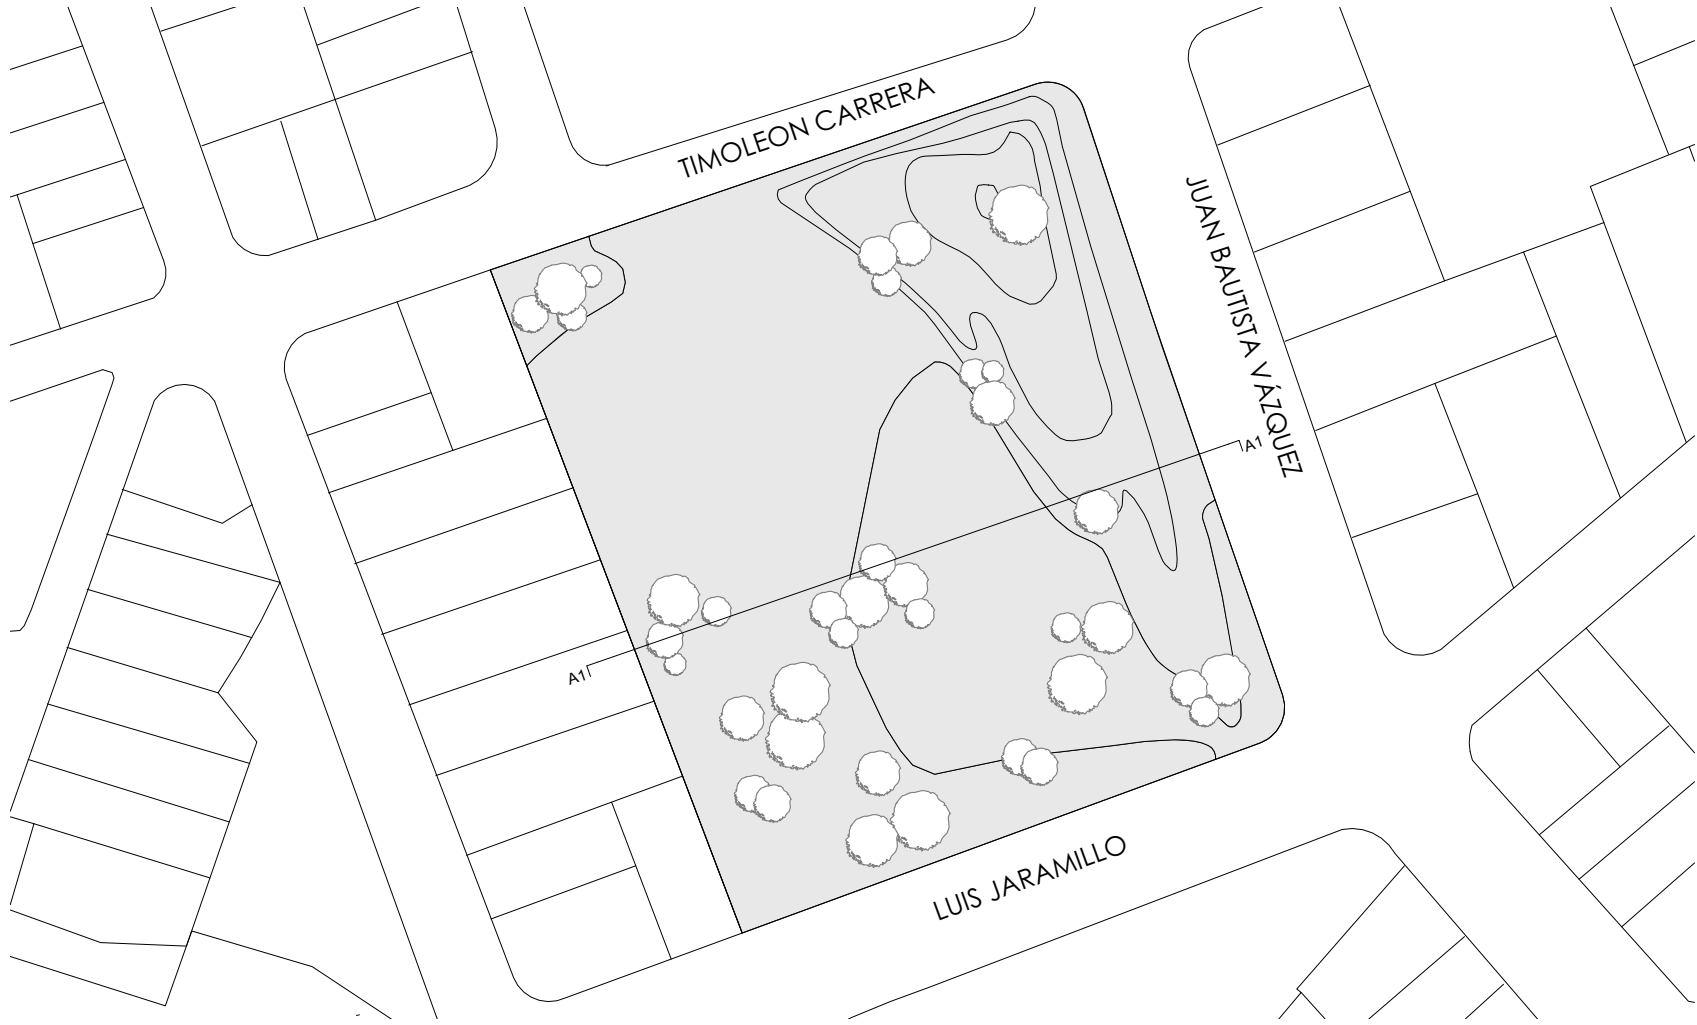 TIMOLEON CARRERA
JUAN BAUTISTA VÁZQUEZ
A1
A1
LUIS JARAMILLO